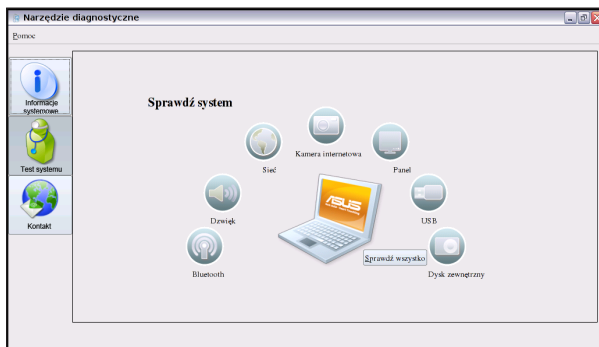 Narzędzie diagnostyczne
Pomoc
Informacje
systemowe
Test systemu
Kontakt
Sprawdź system
Kamera internetowa
Sieć
Panel
Dzwięk
USB
Bluetooth
Dysk zewnętrzny
ASUS
Sprawdź wszystko